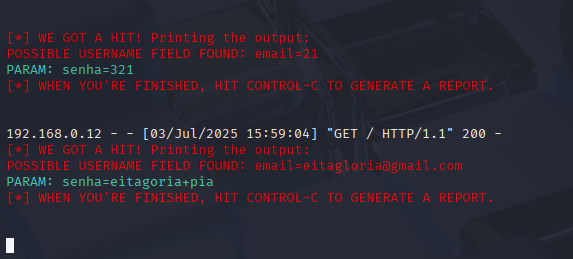 [*] WE GOT A HIT! Printing the output:
POSSIBLE USERNAME FIELD FOUND: email=21
PARAM: senha=321
[*] WHEN YOU'RE FINISHED, HIT CONTROL-C TO GENERATE A REPORT.
192.168.0.12 - - [03/Jul/2025 15:59:04] "GET / HTTP/1.1" 200 -
[*] WE GOT A HIT! Printing the output:
POSSIBLE USERNAME FIELD FOUND: email=eitagloria@gmail.com
PARAM: senha=eitagoria+pia
[*] WHEN YOU'RE FINISHED, HIT CONTROL-C TO GENERATE A REPORT.